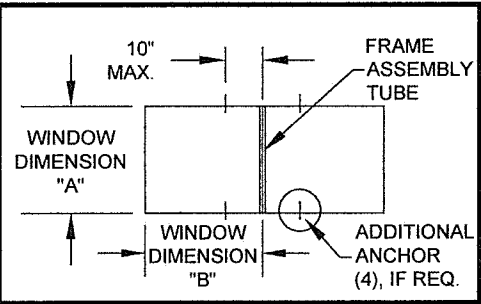 10"
MAX.
FRAME
ASSEMBLY
TUBE
WINDOW
DIMENSION
"A"
WINDOW
DIMENSION
"B"
ADDITIONAL
ANCHOR
(4), IF REQ.